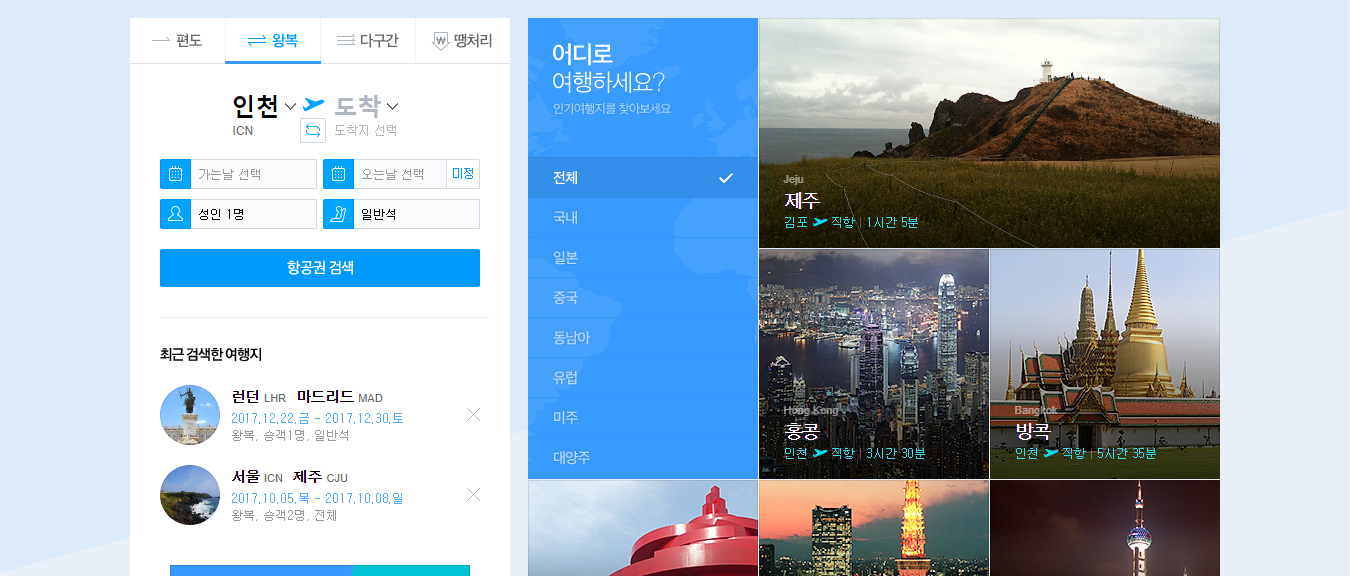 편도
왕복
다구간
땡처리
인천
도착
ICN
도착지 선택
가는날 선택
오는날 선택
미정
성인 1명
일반석
항공권 검색
최근 검색한 여행지
런던 LHR 마드리드 MAD
2017.12.22.금 - 2017.12.30.토
왕복, 승객1명, 일반석
서울 ICN 제주 CJU
2017.10.05.목 - 2017.10.08.일
왕복, 승객2명, 전체
어디로
여행하세요?
인기여행지를 찾아보세요
전체
국내
일본
중국
동남아
유럽
미주
대양주
Jeju
제주
김포 직항 | 1시간 5분
Hong Kong
홍콩
인천 직항 | 3시간 30분
Bangkok
방콕
인천 직항 | 5시간 35분